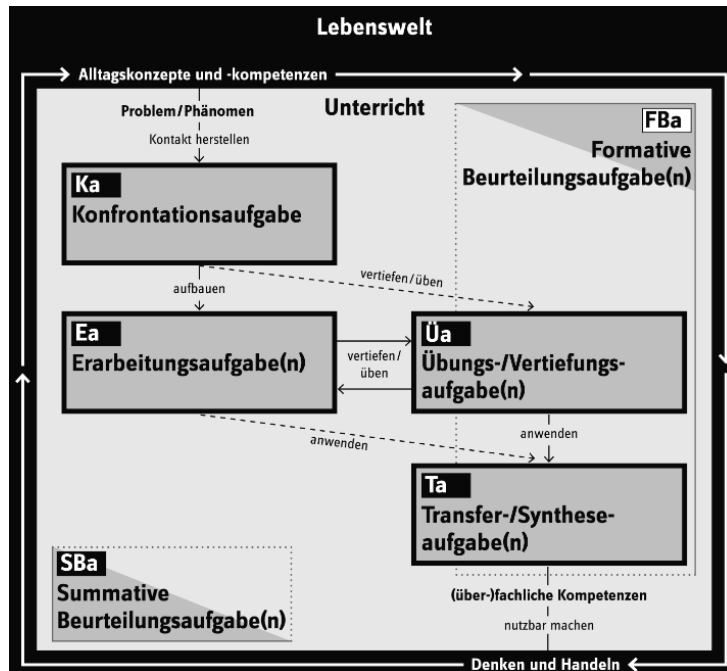 Lebenswelt
Alltagskonzepte und -kompetenzen
Problem/Phänomen
Kontakt herstellen
Unterricht
FBa
Formative
Beurteilungsaufgabe(n)
Ka
Konfrontationsaufgabe
aufbauen
vertiefen/üben
Ea
Erarbeitungsaufgabe(n)
vertiefen/
üben
Üa
Übungs-/Vertiefungs-
aufgabe(n)
anwenden
anwenden
Ta
Transfer-/Synthese-
aufgabe(n)
SBa
Summative
Beurteilungsaufgabe(n)
(über-)fachliche Kompetenzen
nutzbar machen
Denken und Handeln